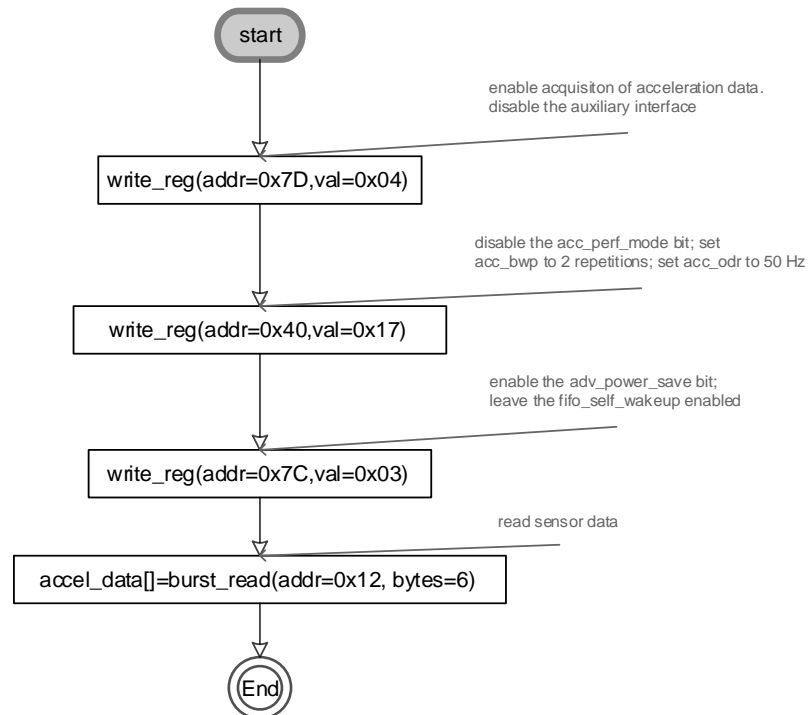 start
enable acquisiton of acceleration data.
disable the auxiliary interface
write_reg(addr=0x7D,val=0x04)
disable the acc_perf_mode bit; set
acc_bwp to 2 repetitions; set acc_odr to 50 Hz
write_reg(addr=0x40,val=0x17)
enable the adv_power_save bit;
leave the fifo_self_wakeup enabled
write_reg(addr=0x7C,val=0x03)
read sensor data
accel_data[]=burst_read(addr=0x12, bytes=6)
End